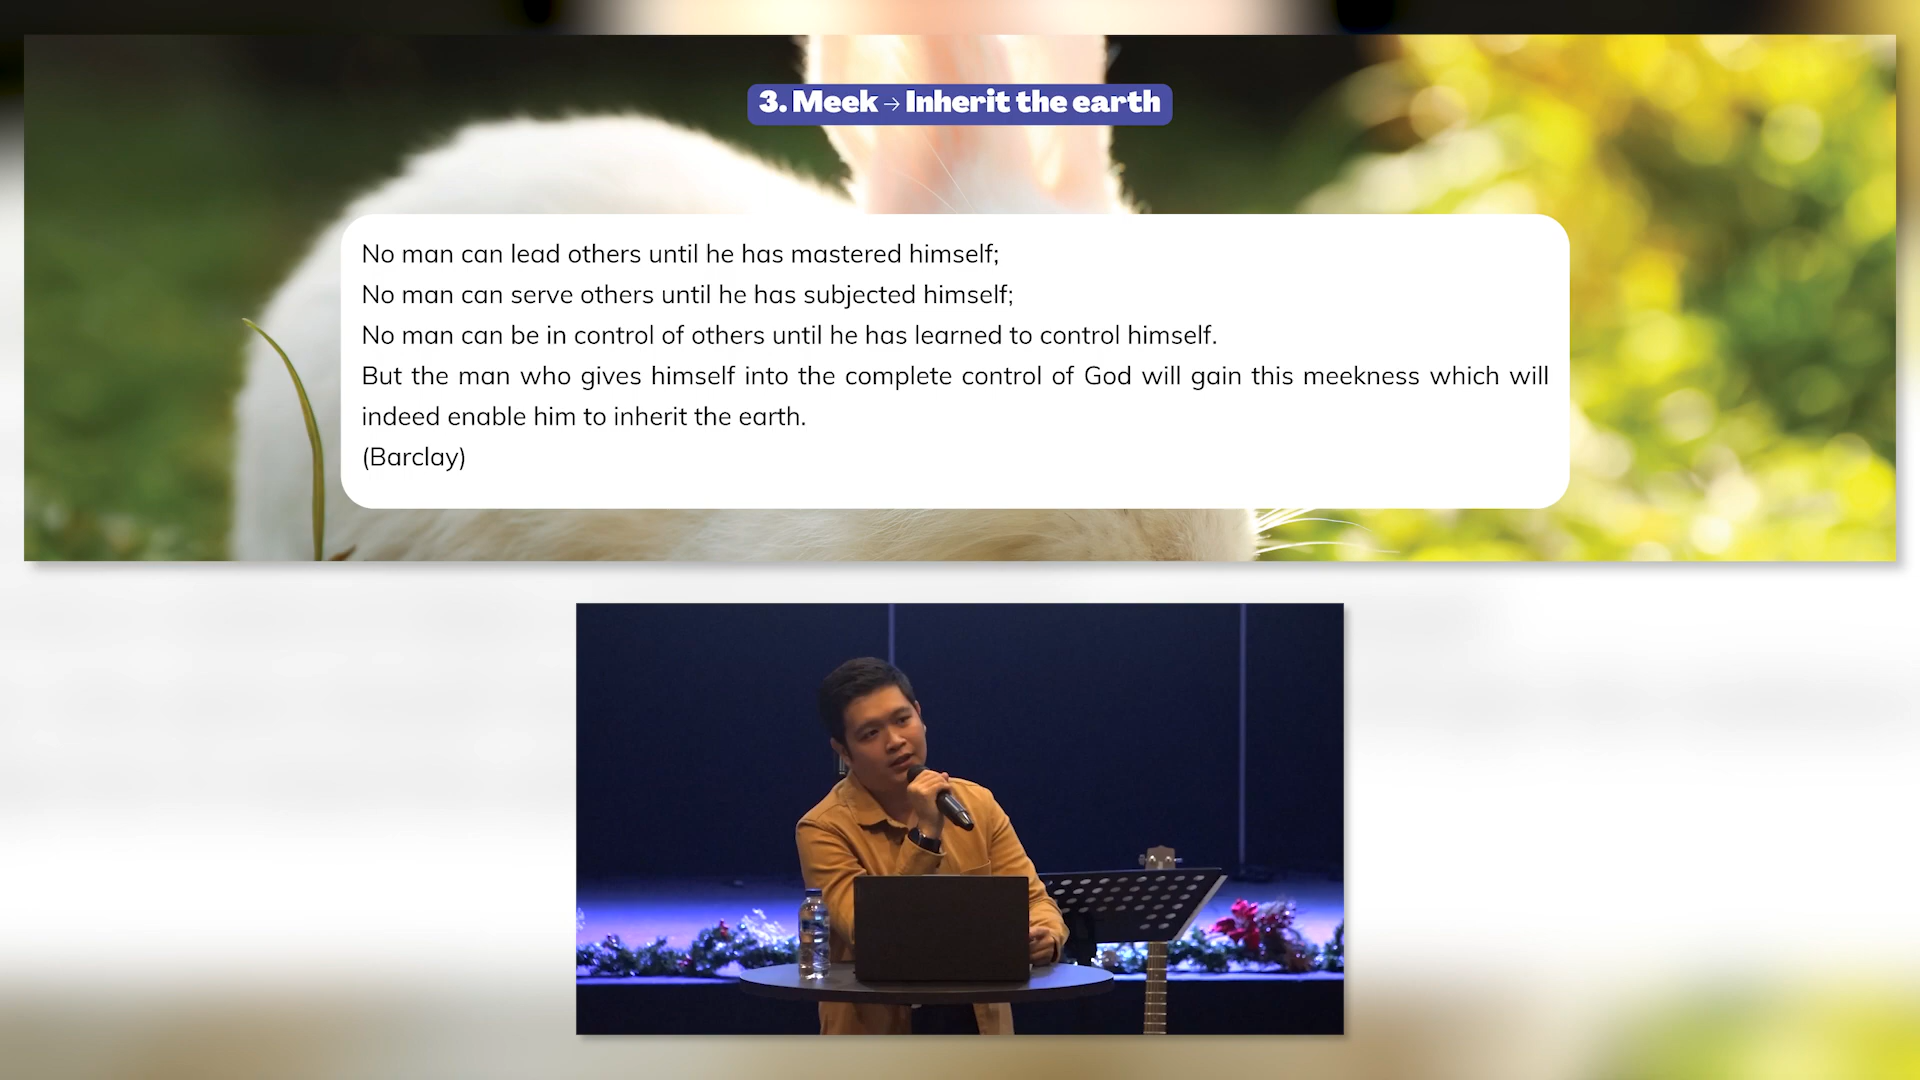 3. Meek → Inherit the earth
No man can lead others until he has mastered himself;
No man can serve others until he has subjected himself;
No man can be in control of others until he has learned to control himself.
But the man who gives himself into the complete control of God will gain this meekness which will
indeed enable him to inherit the earth.
(Barclay)